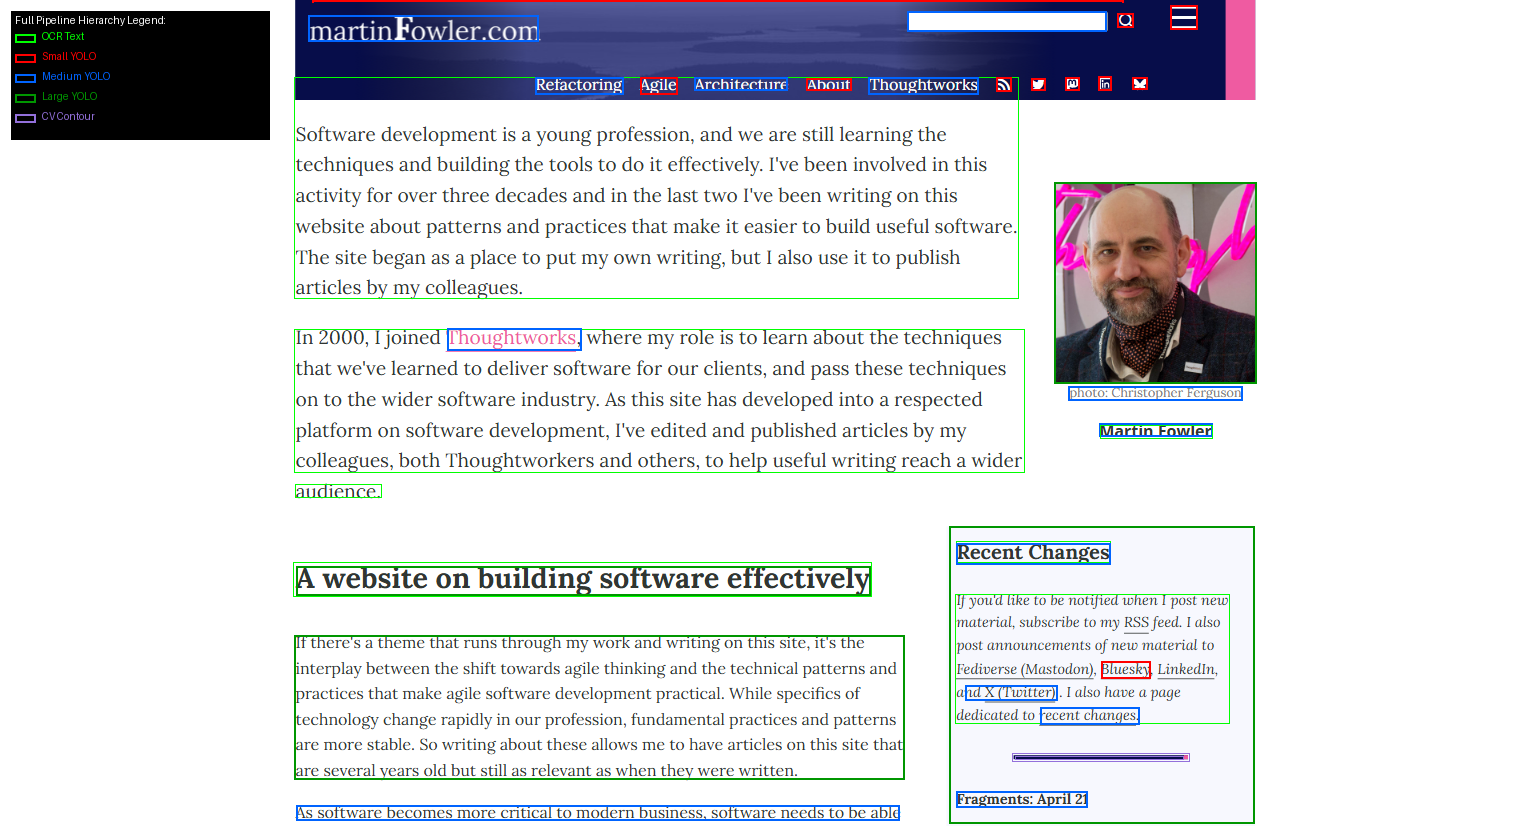 Full Pipeline Hierarchy Legend:
OCR Text
Small YOLO
Medium YOLO
Large YOLO
CV Contour
martinFowler.com
Refactoring Agile Architecture About Thoughtworks
Software development is a young profession, and we are still learning the
techniques and building the tools to do it effectively. I've been involved in this
activity for over three decades and in the last two I've been writing on this
website about patterns and practices that make it easier to build useful software.
The site began as a place to put my own writing, but I also use it to publish
articles by my colleagues.
In 2000, I joined Thoughtworks, where my role is to learn about the techniques
that we've learned to deliver software for our clients, and pass these techniques
on to the wider software industry. As this site has developed into a respected
platform on software development, I've edited and published articles by my
colleagues, both Thoughtworkers and others, to help useful writing reach a wider
audience.
photo: Christopher Ferguson
Martin Fowler
A website on building software effectively
If there's a theme that runs through my work and writing on this site, it's the
interplay between the shift towards agile thinking and the technical patterns and
practices that make agile software development practical. While specifics of
technology change rapidly in our profession, fundamental practices and patterns
are more stable. So writing about these allows me to have articles on this site that
are several years old but still as relevant as when they were written.
As software becomes more critical to modern business, software needs to be able
Recent Changes
If you'd like to be notified when I post new
material, subscribe to my RSS feed. I also
post announcements of new material to
Fediverse (Mastodon), Bluesky, LinkedIn,
and X (Twitter). I also have a page
dedicated to recent changes.
Fragments: April 21